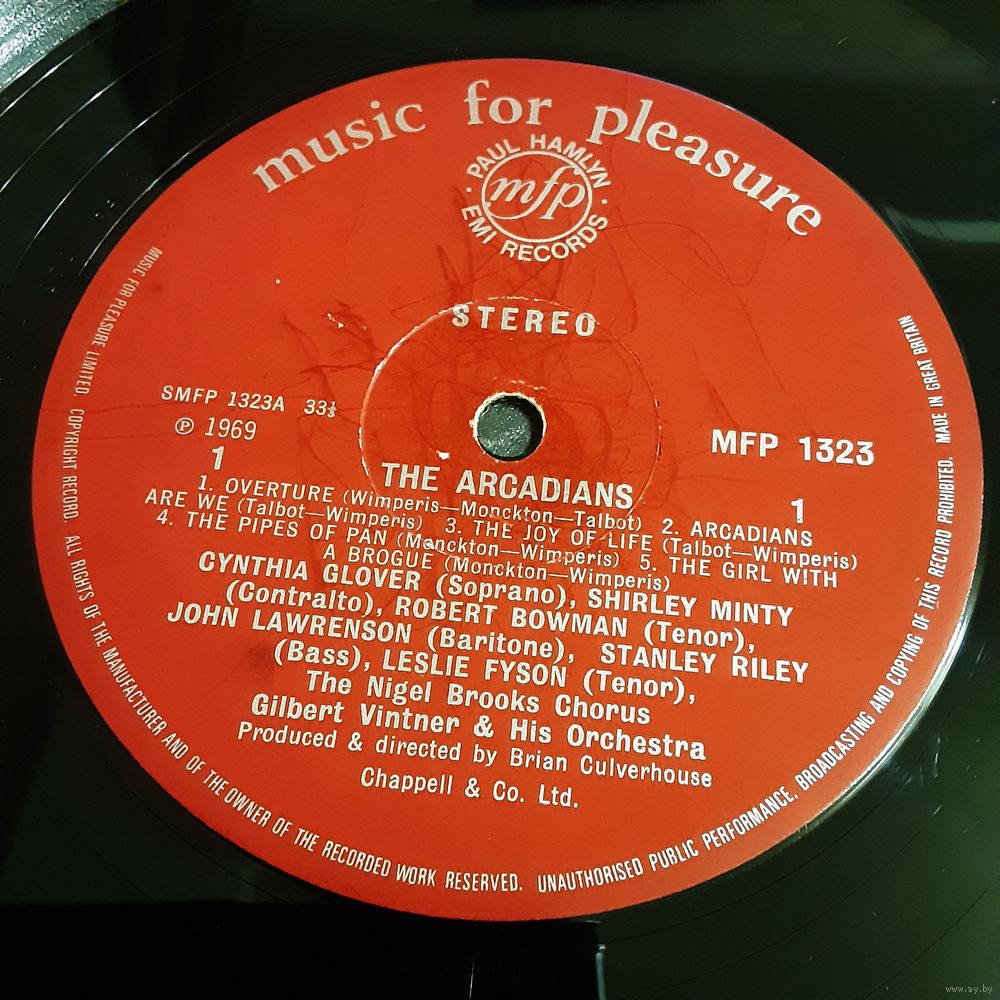 music for pleasure
PAUL HAMLYN
mfp
EMI RECORDS
STEREO
SMFP 1323A 33⅓
℗ 1969
MFP 1323
1
1
THE ARCADIANS
1. OVERTURE (Wimperis—Monckton—Talbot) 2. ARCADIANS
ARE WE (Talbot—Wimperis) 3. THE JOY OF LIFE (Talbot—Wimperis)
4. THE PIPES OF PAN (Monckton—Wimperis) 5. THE GIRL WITH
A BROGUE (Monckton—Wimperis)
CYNTHIA GLOVER (Soprano), SHIRLEY MINTY
(Contralto), ROBERT BOWMAN (Tenor),
JOHN LAWRENSON (Baritone), STANLEY RILEY
(Bass), LESLIE FYSON (Tenor),
The Nigel Brooks Chorus
Gilbert Vintner & His Orchestra
Produced & directed by Brian Culverhouse
Chappell & Co. Ltd.
MUSIC FOR PLEASURE LIMITED. COPYRIGHT RECORD. ALL RIGHTS OF THE MANUFACTURER AND OF THE OWNER OF THE RECORDED WORK RESERVED. UNAUTHORISED PUBLIC PERFORMANCE, BROADCASTING AND COPYING OF THIS RECORD PROHIBITED. MADE IN GREAT BRITAIN
www.ay.by